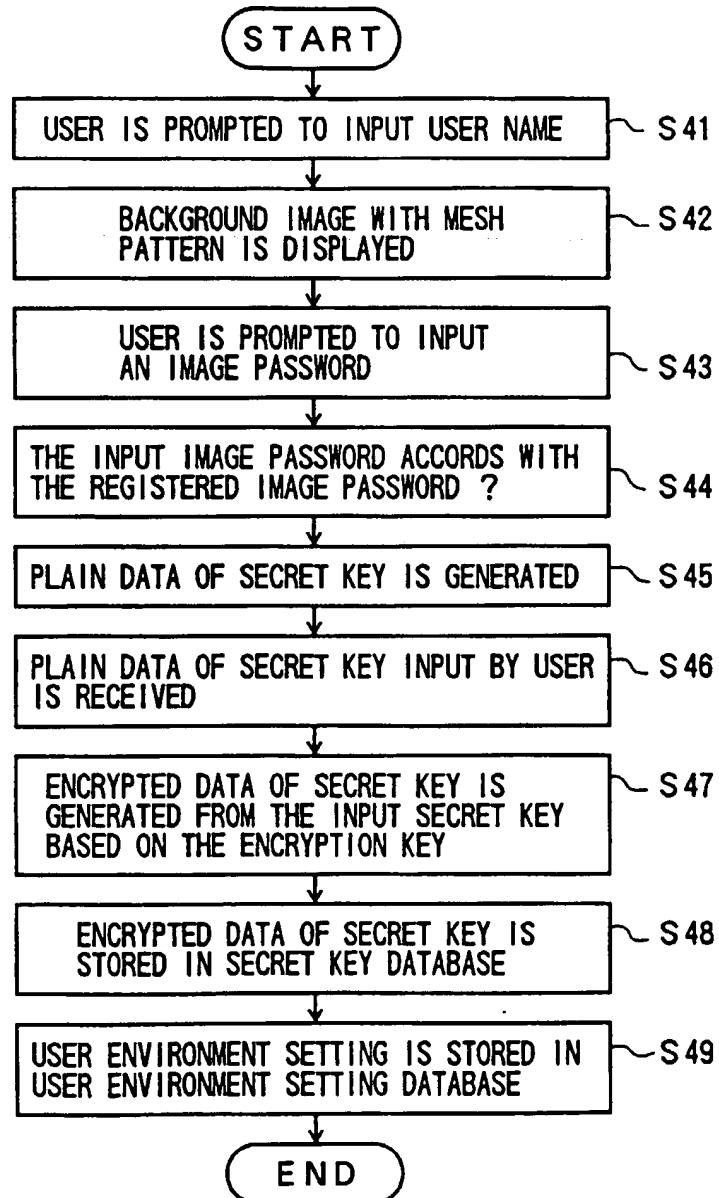 START
USER IS PROMPTED TO INPUT USER NAME
S41
BACKGROUND IMAGE WITH MESH
PATTERN IS DISPLAYED
S42
USER IS PROMPTED TO INPUT
AN IMAGE PASSWORD
S43
THE INPUT IMAGE PASSWORD ACCORDS WITH
THE REGISTERED IMAGE PASSWORD ?
S44
PLAIN DATA OF SECRET KEY IS GENERATED
S45
PLAIN DATA OF SECRET KEY INPUT BY USER
IS RECEIVED
S46
ENCRYPTED DATA OF SECRET KEY IS
GENERATED FROM THE INPUT SECRET KEY
BASED ON THE ENCRYPTION KEY
S47
ENCRYPTED DATA OF SECRET KEY IS
STORED IN SECRET KEY DATABASE
S48
USER ENVIRONMENT SETTING IS STORED IN
USER ENVIRONMENT SETTING DATABASE
S49
END